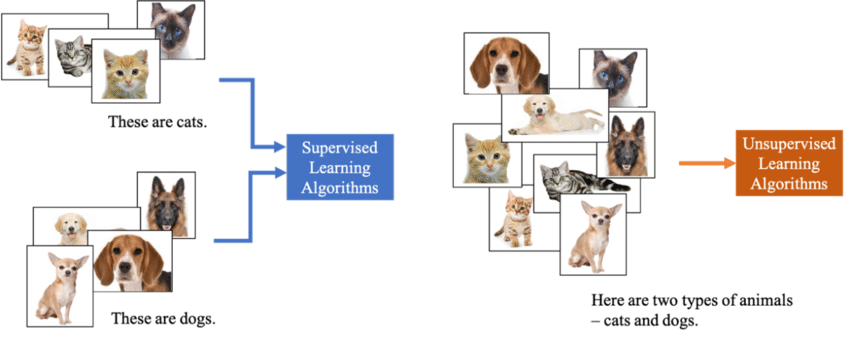 These are cats.
Supervised
Learning
Algorithms
These are dogs.
Unsupervised
Learning
Algorithms
Here are two types of animals
– cats and dogs.